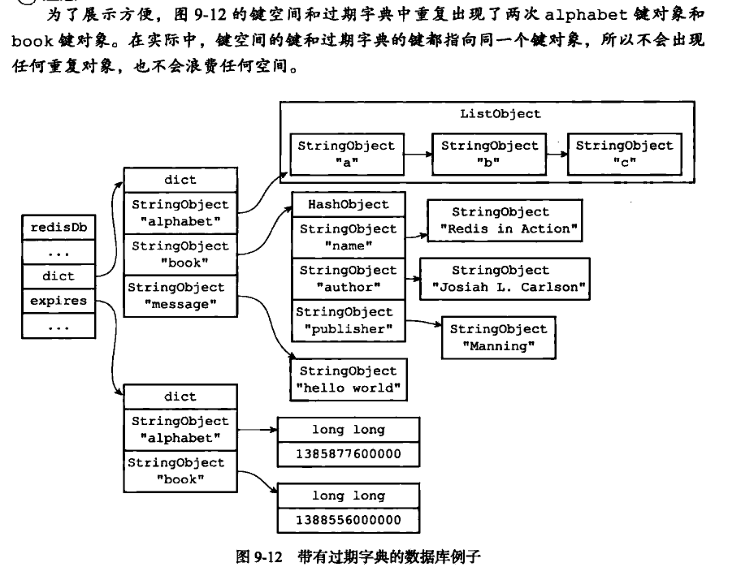 为了展示方便，图 9-12 的键空间和过期字典中重复出现了两次 alphabet 键对象和
book 键对象。在实际中，键空间的键和过期字典的键都指向同一个键对象，所以不会出现
任何重复对象，也不会浪费任何空间。
ListObject
StringObject
"a"
StringObject
"b"
StringObject
"c"
redisDb
...
dict
expires
...
dict
StringObject
"alphabet"
StringObject
"book"
StringObject
"message"
HashObject
StringObject
"name"
StringObject
"author"
StringObject
"publisher"
StringObject
"Redis in Action"
StringObject
"Josiah L. Carlson"
StringObject
"Manning"
StringObject
"hello world"
dict
StringObject
"alphabet"
StringObject
"book"
long long
1385877600000
long long
1388556000000
图 9-12 带有过期字典的数据库例子